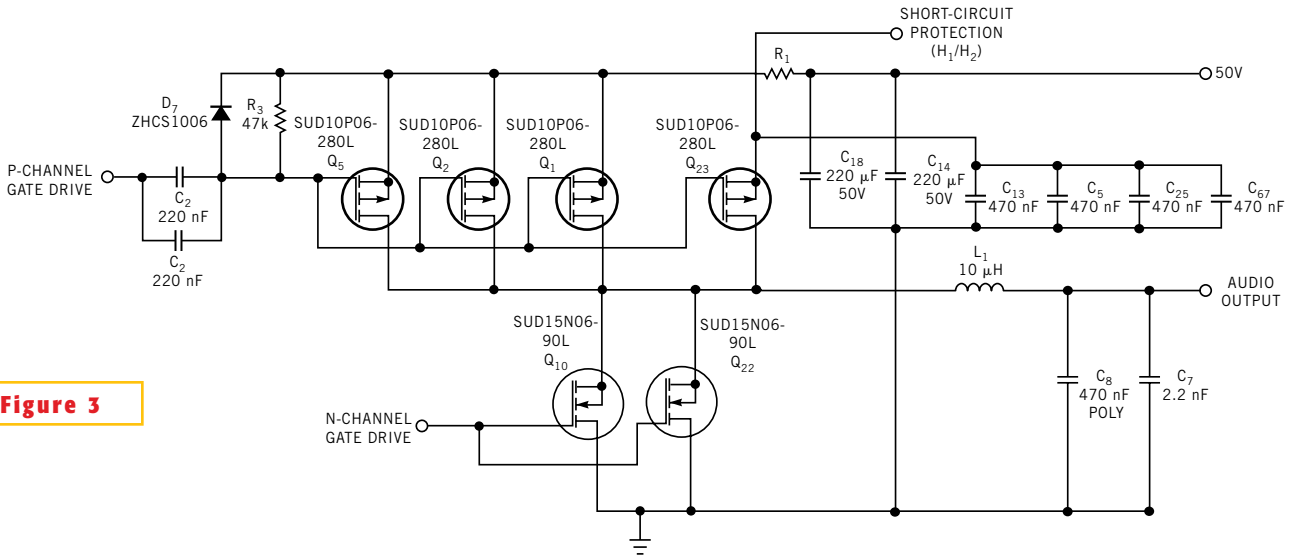 SHORT-CIRCUIT
PROTECTION
(H₁/H₂)
R₁
50V
D₇
ZHCS1006
R₃
47k
SUD10P06-
280L
Q₅
SUD10P06-
280L
Q₂
SUD10P06-
280L
Q₁
SUD10P06-
280L
Q₂₃
P-CHANNEL
GATE DRIVE
C₂
220 nF
C₂
220 nF
C₁₈
220 μF
50V
C₁₄
220 μF
50V
C₁₃
470 nF
C₅
470 nF
C₂₅
470 nF
C₆₇
470 nF
L₁
10 μH
AUDIO
OUTPUT
SUD15N06-
90L
Q₁₀
SUD15N06-
90L
Q₂₂
C₈
470 nF
POLY
C₇
2.2 nF
Figure 3
N-CHANNEL
GATE DRIVE